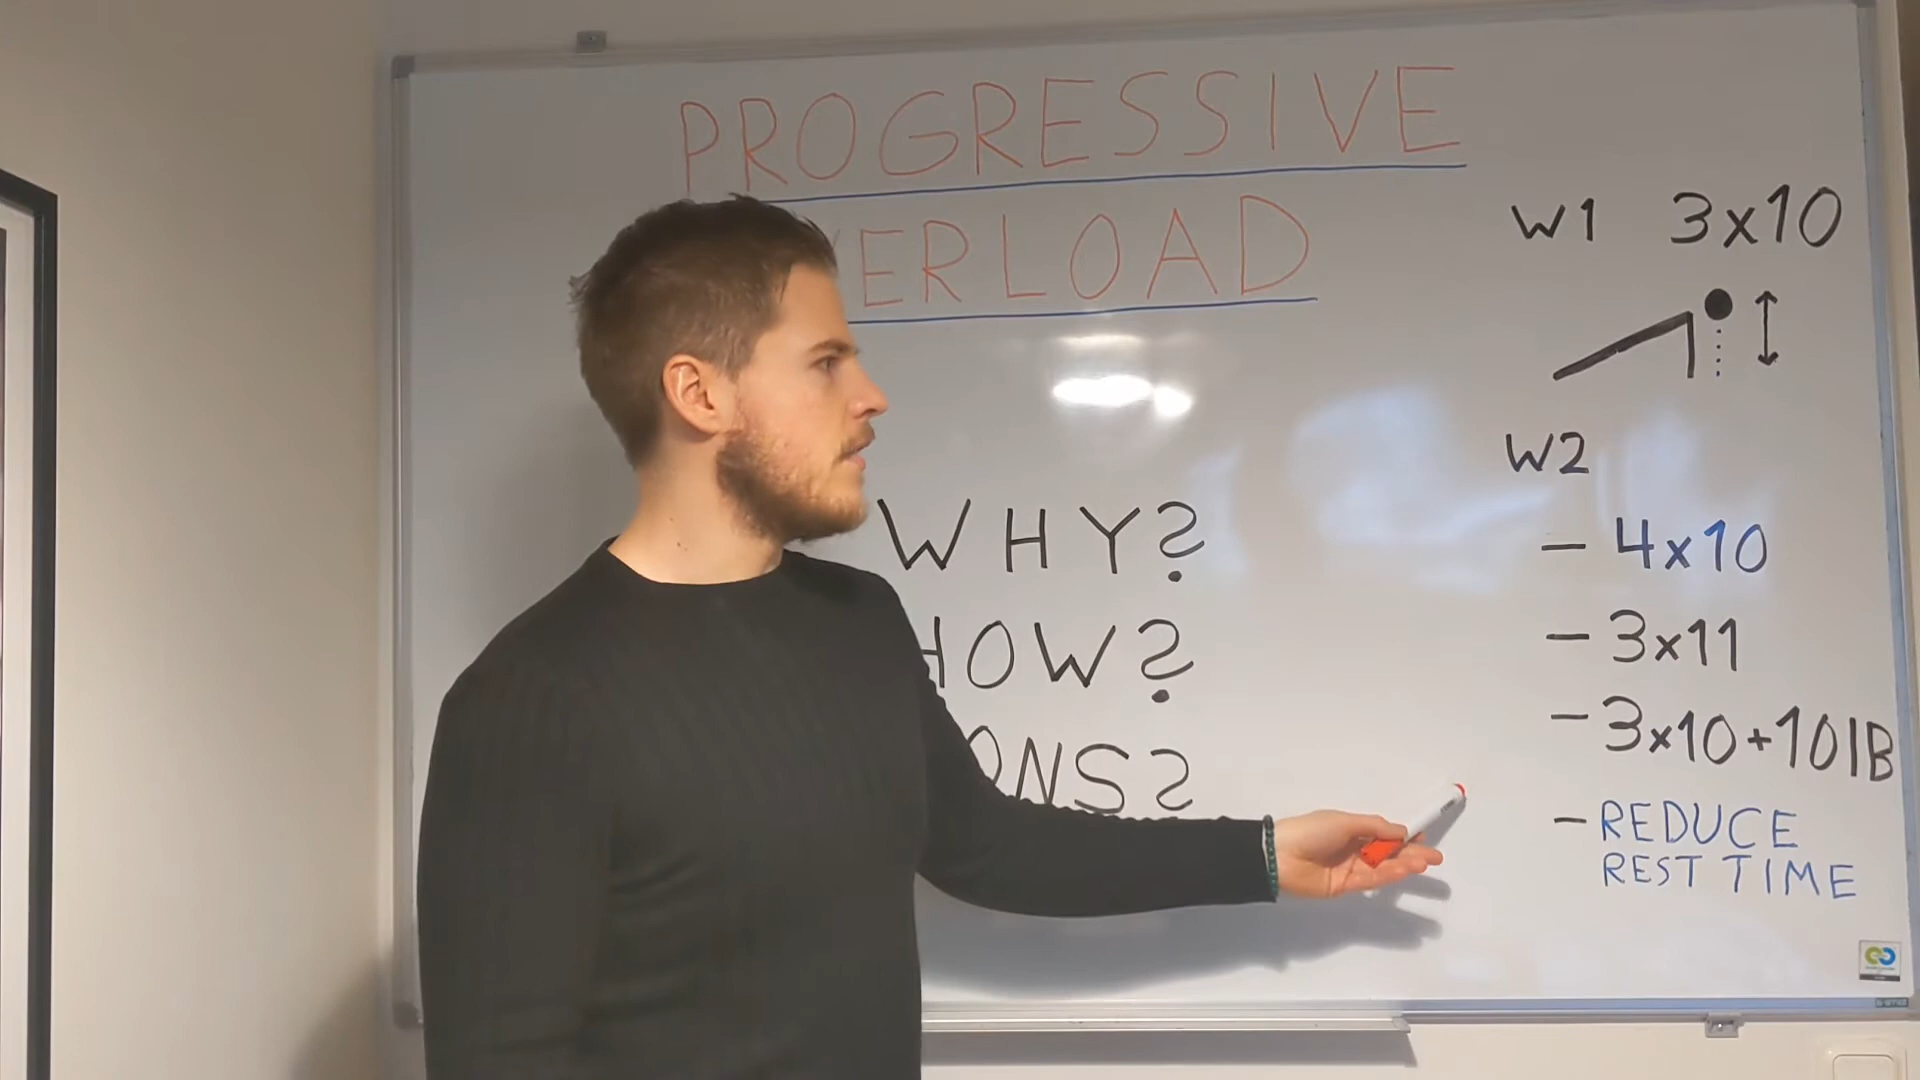 PROGRESSIVE
ERLOAD
WHY?
HOW?
ONS?
W1 3x10
W2
- 4x10
- 3x11
- 3x10+10lB
- REDUCE
REST TIME